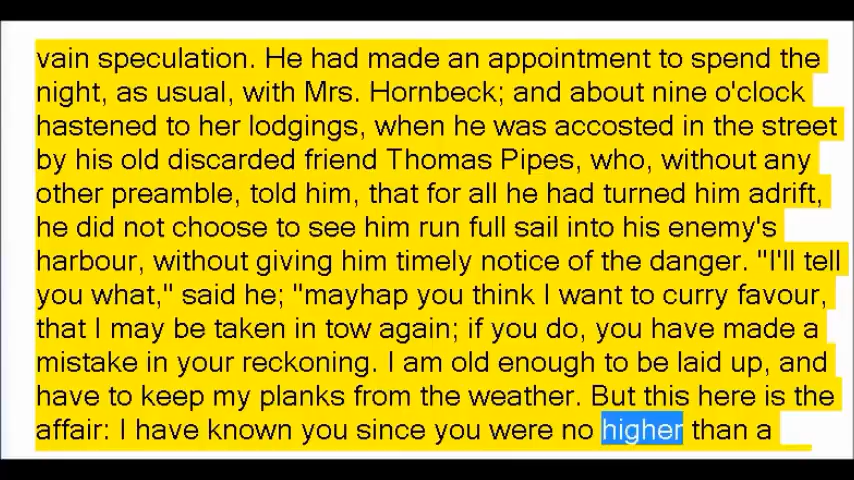 vain speculation. He had made an appointment to spend the
night, as usual, with Mrs. Hornbeck; and about nine o'clock
hastened to her lodgings, when he was accosted in the street
by his old discarded friend Thomas Pipes, who, without any
other preamble, told him, that for all he had turned him adrift,
he did not choose to see him run full sail into his enemy's
harbour, without giving him timely notice of the danger. "I'll tell
you what," said he; "mayhap you think I want to curry favour,
that I may be taken in tow again; if you do, you have made a
mistake in your reckoning. I am old enough to be laid up, and
have to keep my planks from the weather. But this here is the
affair: I have known you since you were no higher than a